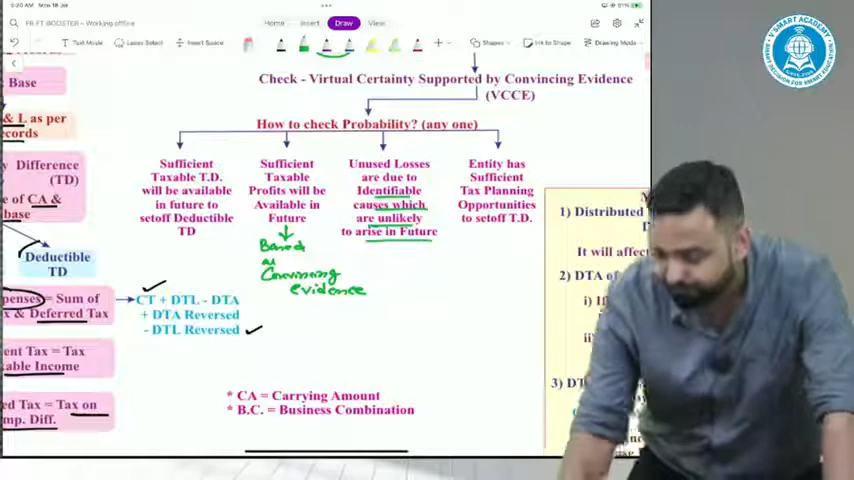 FR FT BOOSTER – Working offline
Home Insert Draw View
Text Mode Lasso Select Insert Space Shapes Ink to Shape Drawing Mode
Check - Virtual Certainty Supported by Convincing Evidence
(VCCE)
How to check Probability? (any one)
Sufficient
Taxable T.D.
will be available
in future to
setoff Deductible
TD
Sufficient
Taxable
Profits will be
Available in
Future
Based
on
Convincing
evidence
Unused Losses
are due to
Identifiable
causes which
are unlikely
to arise in Future
Entity has
Sufficient
Tax Planning
Opportunities
to setoff T.D.
Base
& L as per
ecords
y Difference
(TD)
e of CA &
base
Deductible
TD
penses = Sum of
x & Deferred Tax
CT + DTL - DTA
+ DTA Reversed
- DTL Reversed
ent Tax = Tax
able Income
ed Tax = Tax on
mp. Diff.
* CA = Carrying Amount
* B.C. = Business Combination
1) Distributed
It will affec
2) DTA of
i) If
ii)
3) DT
V SMART ACADEMY